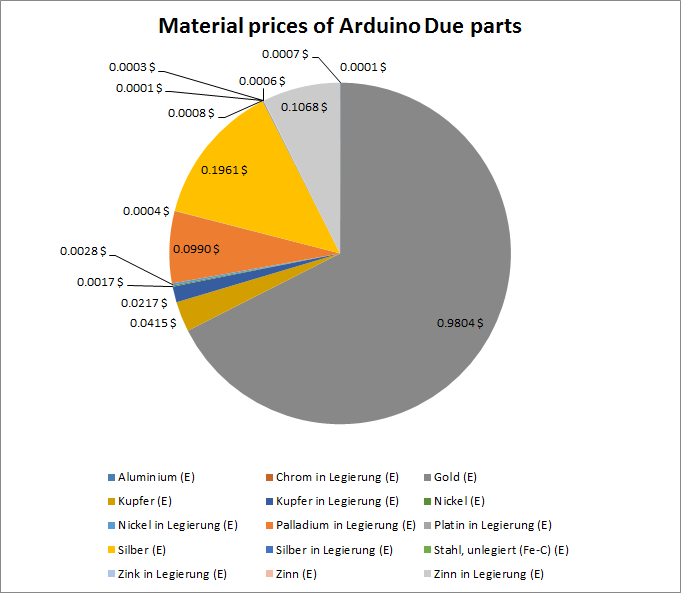 Material prices of Arduino Due parts
0.0007 $
0.0001 $
0.0003 $
0.0001 $
0.0006 $
0.0008 $
0.1068 $
0.1961 $
0.0004 $
0.0990 $
0.0028 $
0.0017 $
0.0217 $
0.0415 $
0.9804 $
Aluminium (E)
Chrom in Legierung (E)
Gold (E)
Kupfer (E)
Kupfer in Legierung (E)
Nickel (E)
Nickel in Legierung (E)
Palladium in Legierung (E)
Platin in Legierung (E)
Silber (E)
Silber in Legierung (E)
Stahl, unlegiert (Fe-C) (E)
Zink in Legierung (E)
Zinn (E)
Zinn in Legierung (E)